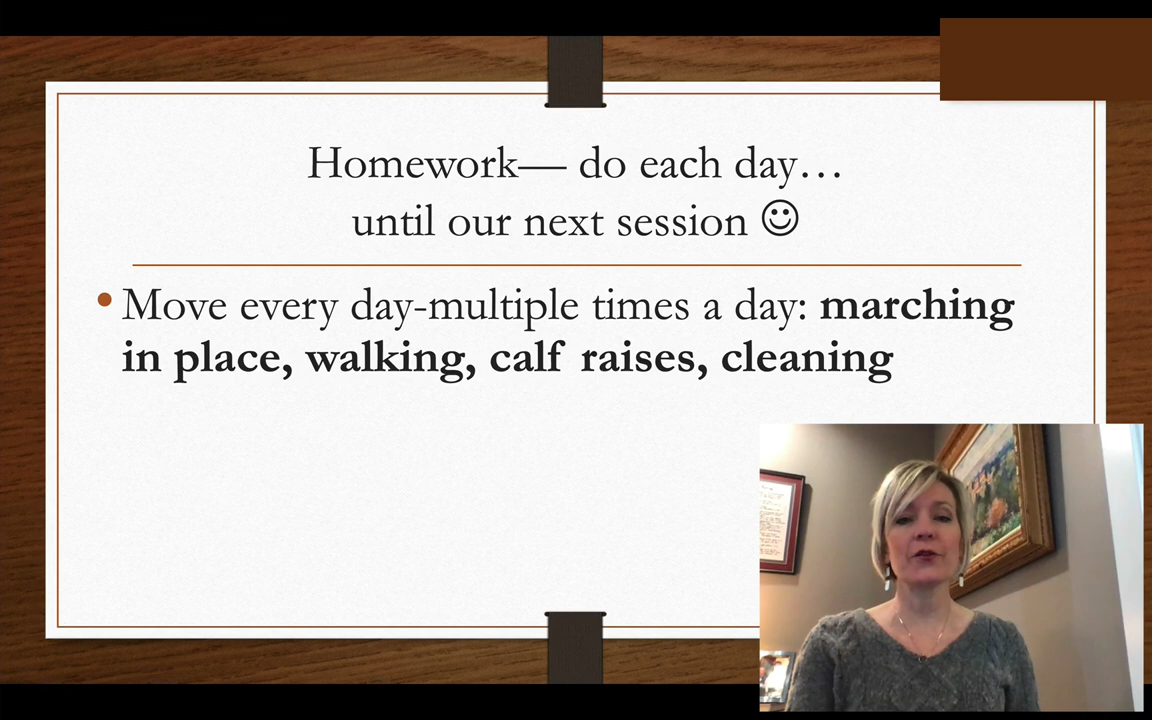 Homework— do each day…
until our next session ☺
• Move every day-multiple times a day: marching
in place, walking, calf raises, cleaning